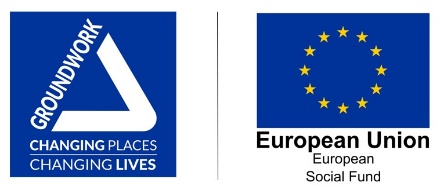 GROUNDWORK
CHANGING PLACES
CHANGING LIVES
European Union
European
Social Fund